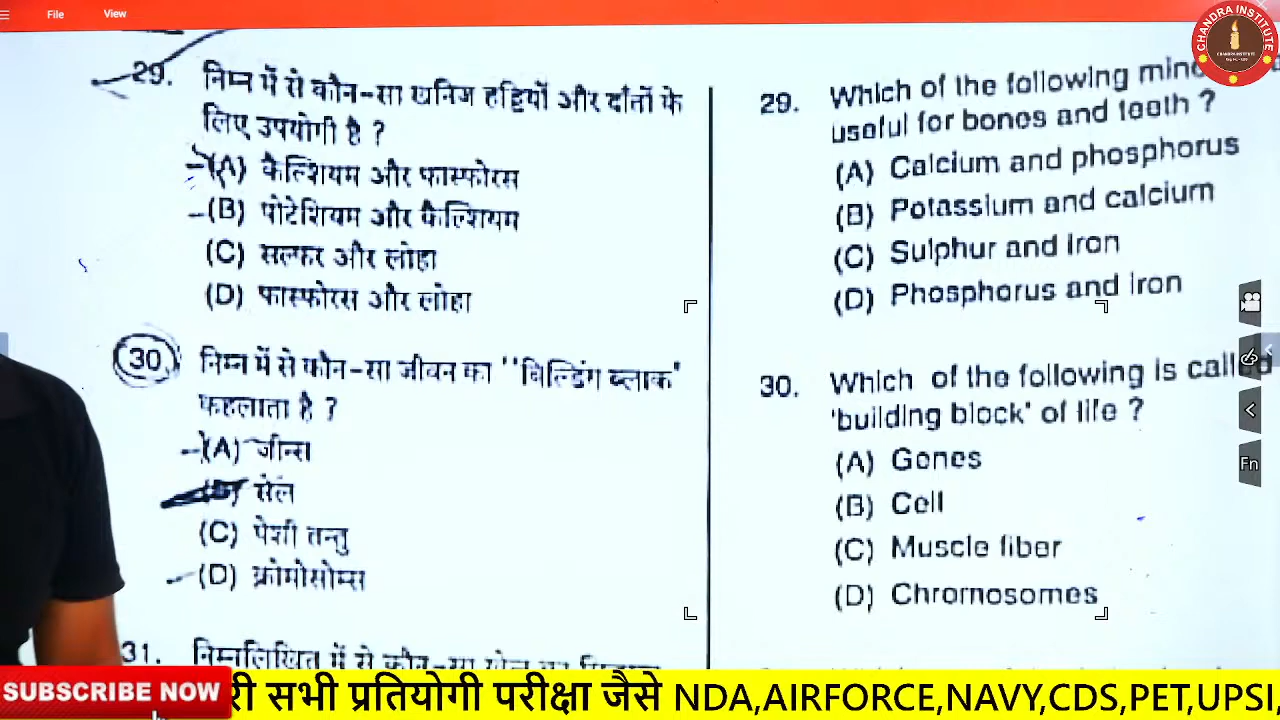 File View
CHANDRA INSTITUTE
29. निम्न में से कौन-सा खनिज हड्डियों और दाँतों के
लिए उपयोगी है ?
(A) कैल्शियम और फास्फोरस
(B) पोटेशियम और कैल्शियम
(C) सल्फर और लोहा
(D) फास्फोरस और लोहा
30. निम्न में से कौन-सा जीवन का ''बिल्डिंग ब्लाक'
कहलाता है ?
(A) जीन्स
(B) सेल
(C) पेशी तन्तु
(D) क्रोमोसोम्स
31. निम्नलिखित में से कौन-सा खेल का
29. Which of the following
useful for bones and teeth ?
(A) Calcium and phosphorus
(B) Potassium and calcium
(C) Sulphur and iron
(D) Phosphorus and iron
30. Which of the following is called
'building block' of life ?
(A) Genes
(B) Cell
(C) Muscle fiber
(D) Chromosomes
Fn
SUBSCRIBE NOW
री सभी प्रतियोगी परीक्षा जैसे NDA,AIRFORCE,NAVY,CDS,PET,UPSI,